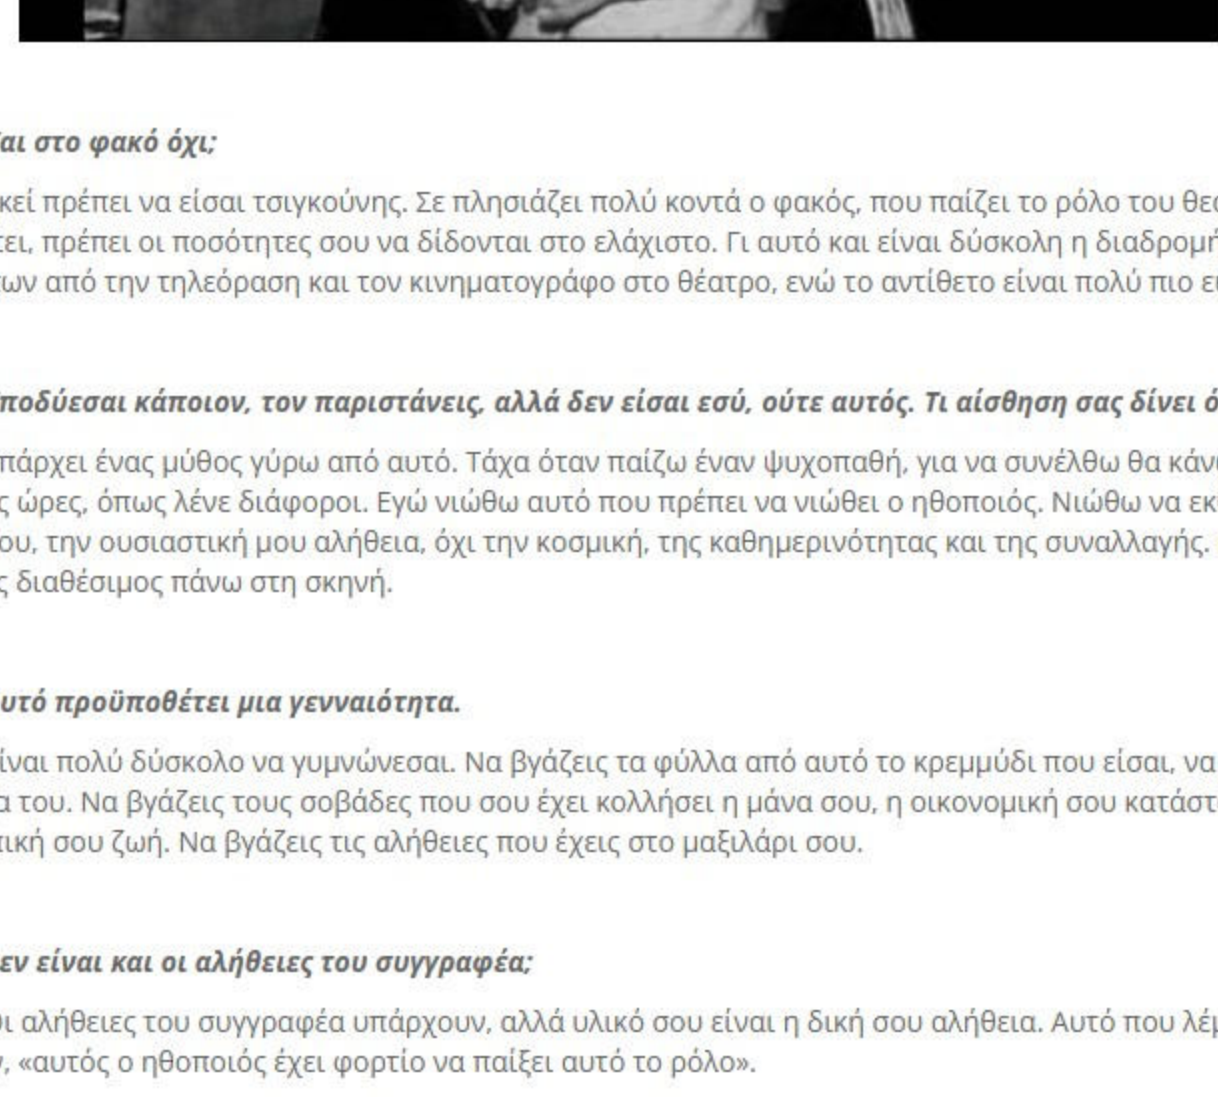 αι στο φακό όχι;
κεί πρέπει να είσαι τσιγκούνης. Σε πλησιάζει πολύ κοντά ο φακός, που παίζει το ρόλο του
πρέπει οι ποσότητες σου να δίδονται στο ελάχιστο. Γι αυτό και είναι δύσκολη η διαδρομή
των από την τηλεόραση και τον κινηματογράφο στο θέατρο, ενώ το αντίθετο είναι πολύ πιο
ποδύεσαι κάποιον, τον παριστάνεις, αλλά δεν είσαι εσύ, ούτε αυτός. Τι αίσθηση σας δίνει
πάρχει ένας μύθος γύρω από αυτό. Τάχα όταν παίζω έναν ψυχοπαθή, για να συνέλθω θα
ς ώρες, όπως λένε διάφοροι. Εγώ νιώθω αυτό που πρέπει να νιώθει ο ηθοποιός. Νιώθω να εκ
ου, την ουσιαστική μου αλήθεια, όχι την κοσμική, της καθημερινότητας και της συναλλαγής.
ς διαθέσιμος πάνω στη σκηνή.
υτό προϋποθέτει μια γενναιότητα.
ίναι πολύ δύσκολο να γυμνώνεσαι. Να βγάζεις τα φύλλα από αυτό το κρεμμύδι που είσαι, να
α του. Να βγάζεις τους σοβάδες που σου έχει κολλήσει η μάνα σου, η οικονομική σου κατάστ
ική σου ζωή. Να βγάζεις τις αλήθειες που έχεις στο μαξιλάρι σου.
εν είναι και οι αλήθειες του συγγραφέα;
ι αλήθειες του συγγραφέα υπάρχουν, αλλά υλικό σου είναι η δική σου αλήθεια. Αυτό που λέμ
, «αυτός ο ηθοποιός έχει φορτίο να παίξει αυτό το ρόλο».